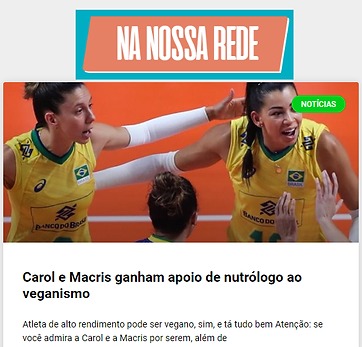 NA NOSSA REDE
NOTÍCIAS
BRASIL
BANCO DO BRASIL
BANCO DO BRASIL
Carol e Macris ganham apoio de nutrólogo ao
veganismo
Atleta de alto rendimento pode ser vegano, sim, e tá tudo bem Atenção: se
você admira a Carol e a Macris por serem, além de